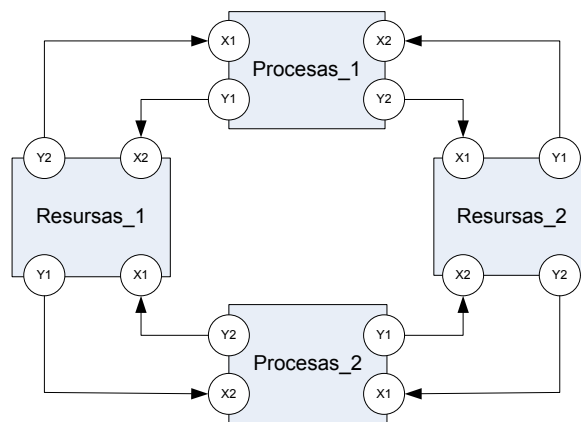 X1
X2
Procesas_1
Y1
Y2
Y2
X2
X1
Y1
Resursas_1
Resursas_2
Y1
X1
X2
Y2
Y2
Y1
Procesas_2
X2
X1